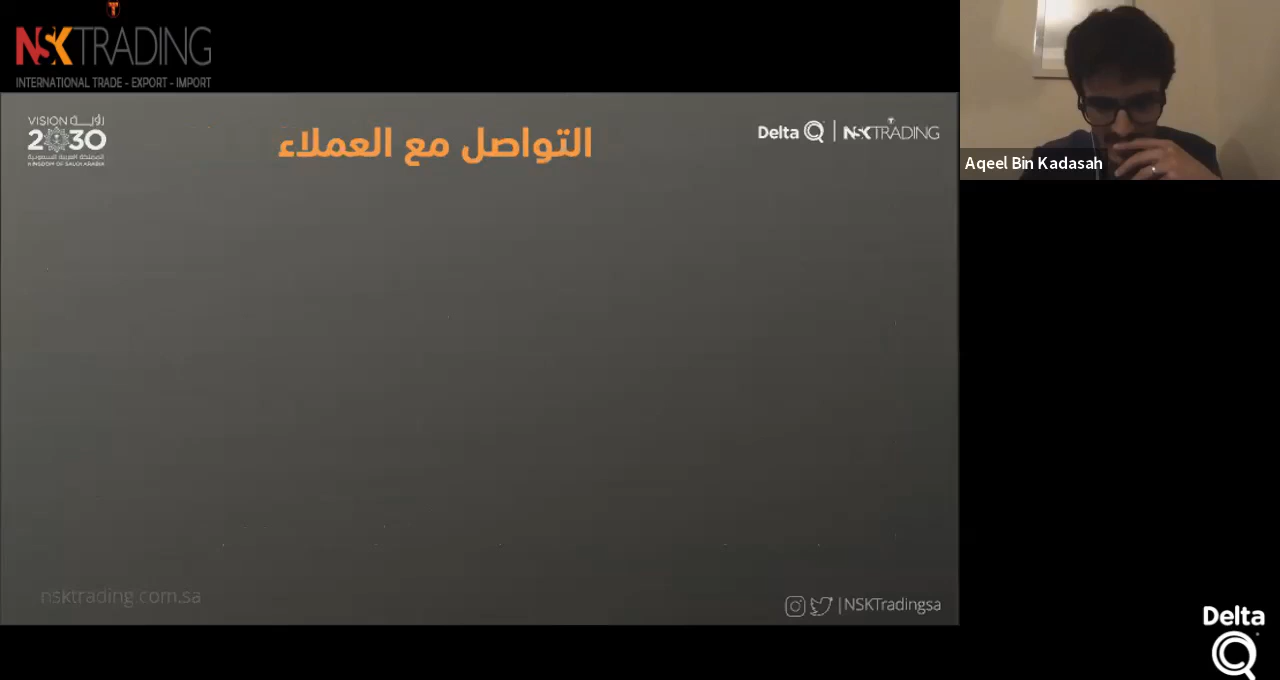 NSKTRADING
INTERNATIONAL TRADE - EXPORT - IMPORT
VISION رؤيــة
2030
المملكة العربية السعودية
KINGDOM OF SAUDI ARABIA
التواصل مع العملاء
Delta Q | NSKTRADING
Aqeel Bin Kadasah
nsktrading.com.sa
|NSKTradingsa
Delta
Q